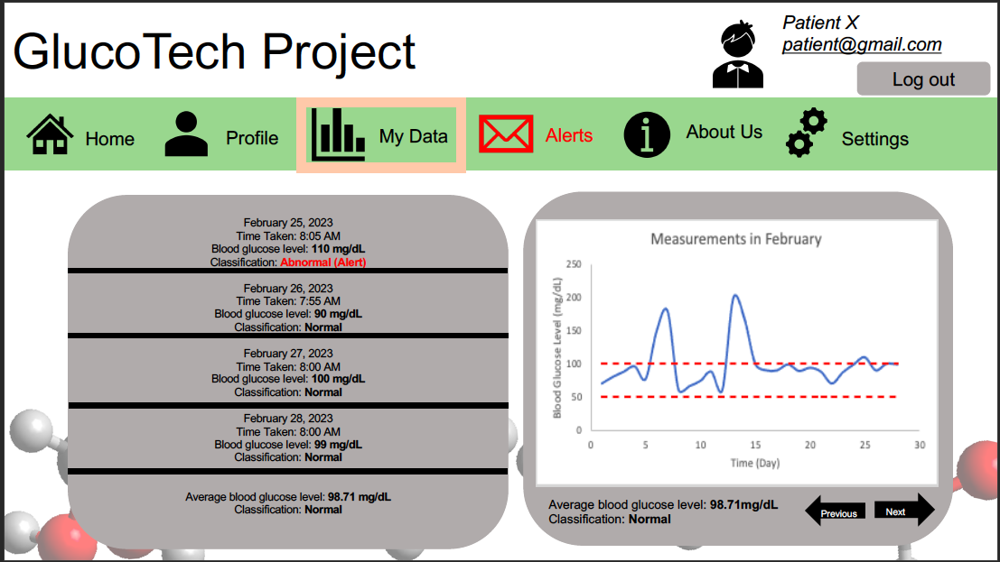 GlucoTech Project
Patient X
patient@gmail.com
Log out
Home
Profile
My Data
Alerts
About Us
Settings
February 25, 2023
Time Taken: 8:05 AM
Blood glucose level: 110 mg/dL
Classification: Abnormal (Alert)
February 26, 2023
Time Taken: 7:55 AM
Blood glucose level: 90 mg/dL
Classification: Normal
February 27, 2023
Time Taken: 8:00 AM
Blood glucose level: 100 mg/dL
Classification: Normal
February 28, 2023
Time Taken: 8:00 AM
Blood glucose level: 99 mg/dL
Classification: Normal
Average blood glucose level: 98.71 mg/dL
Classification: Normal
Measurements in February
Blood Glucose Level (mg/dL)
250
200
150
100
50
0
0 5 10 15 20 25 30
Time (Day)
Average blood glucose level: 98.71mg/dL
Classification: Normal
Previous
Next